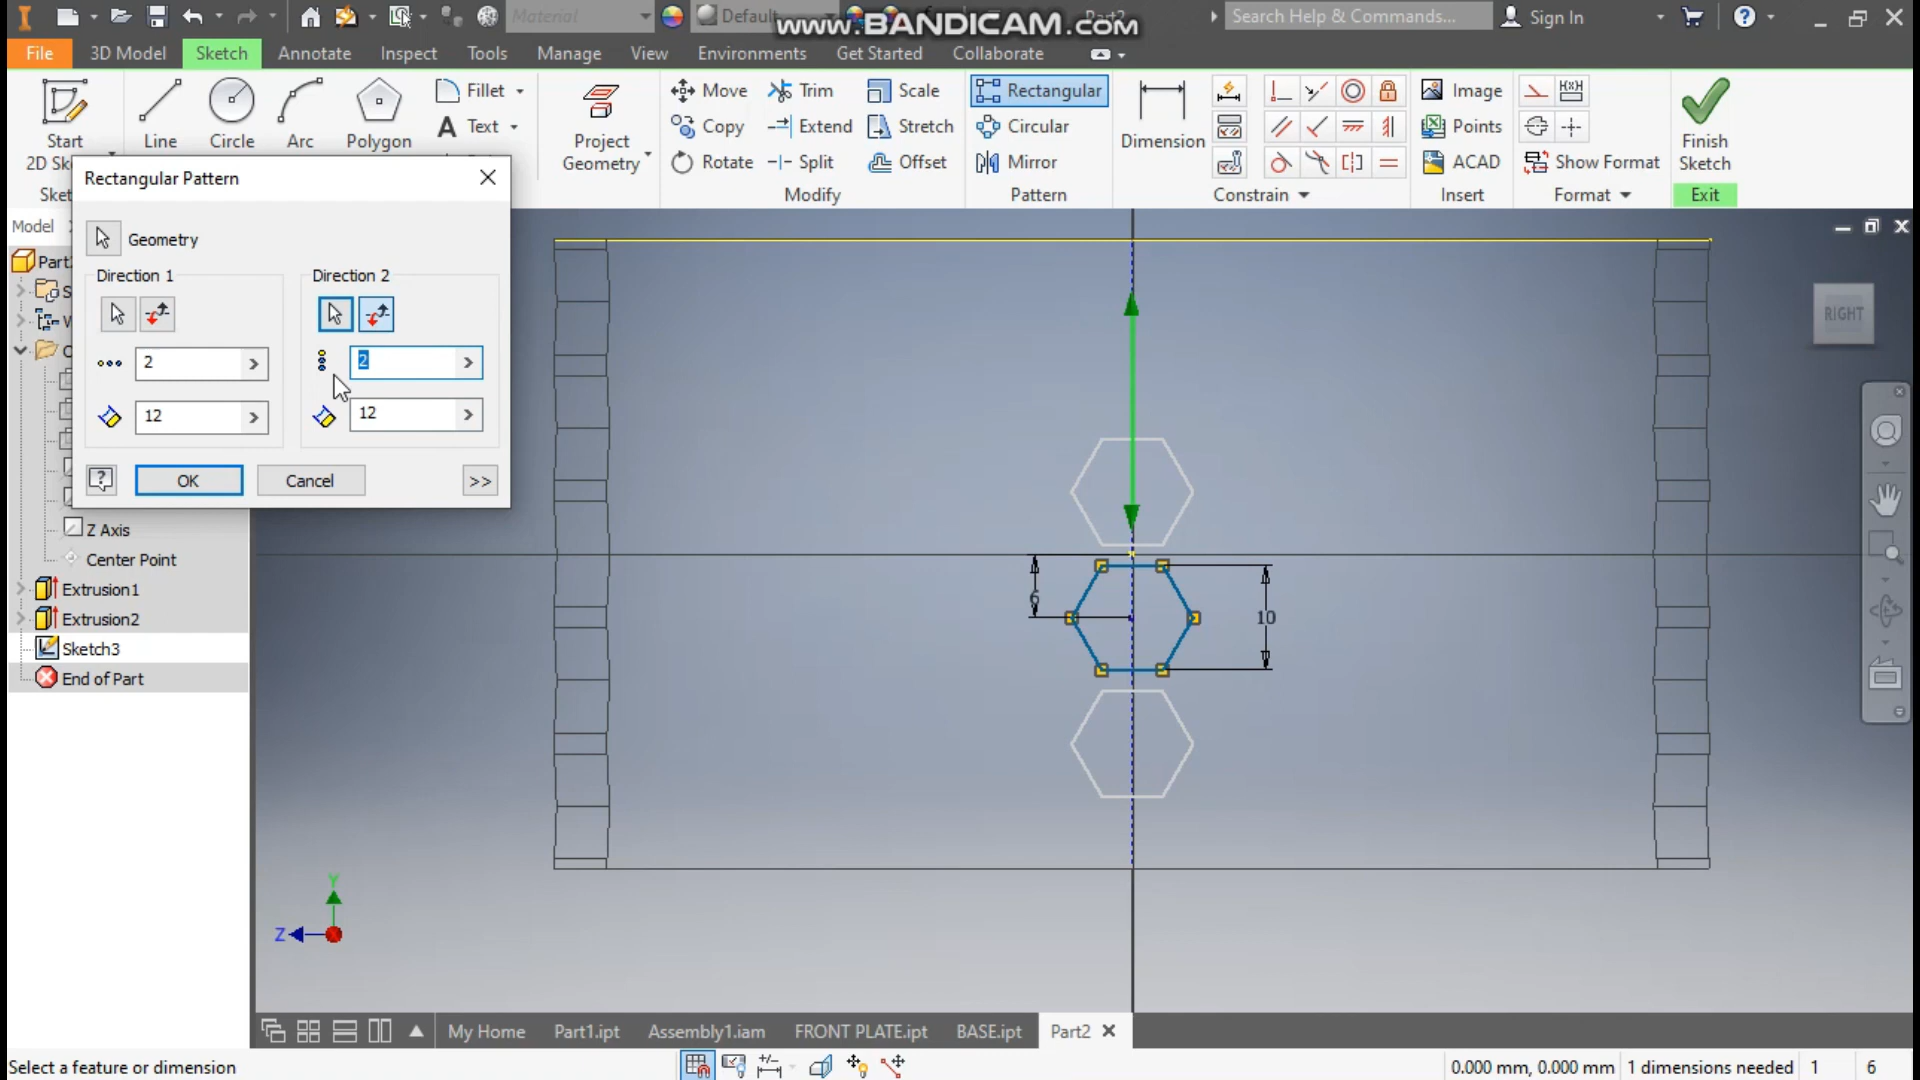 Material
Default
www.BANDICAM.com
Part2
Search Help & Commands...
Sign In
File
3D Model
Sketch
Annotate
Inspect
Tools
Manage
View
Environments
Get Started
Collaborate
Start
2D Sk
Line
Circle
Arc
Polygon
Fillet
Text
Project
Geometry
Move
Copy
Rotate
Trim
Extend
Split
Scale
Stretch
Offset
Modify
Rectangular
Circular
Mirror
Pattern
Dimension
Constrain
Image
Points
ACAD
Insert
Show Format
Format
Finish
Sketch
Exit
Sket
Rectangular Pattern
Geometry
Direction 1
Direction 2
2
2
12
12
OK
Cancel
>>
Model
Part
Z Axis
Center Point
Extrusion1
Extrusion2
Sketch3
End of Part
RIGHT
6
10
Y
Z
My Home
Part1.ipt
Assembly1.iam
FRONT PLATE.ipt
BASE.ipt
Part2
Select a feature or dimension
0.000 mm, 0.000 mm
1 dimensions needed
1
6